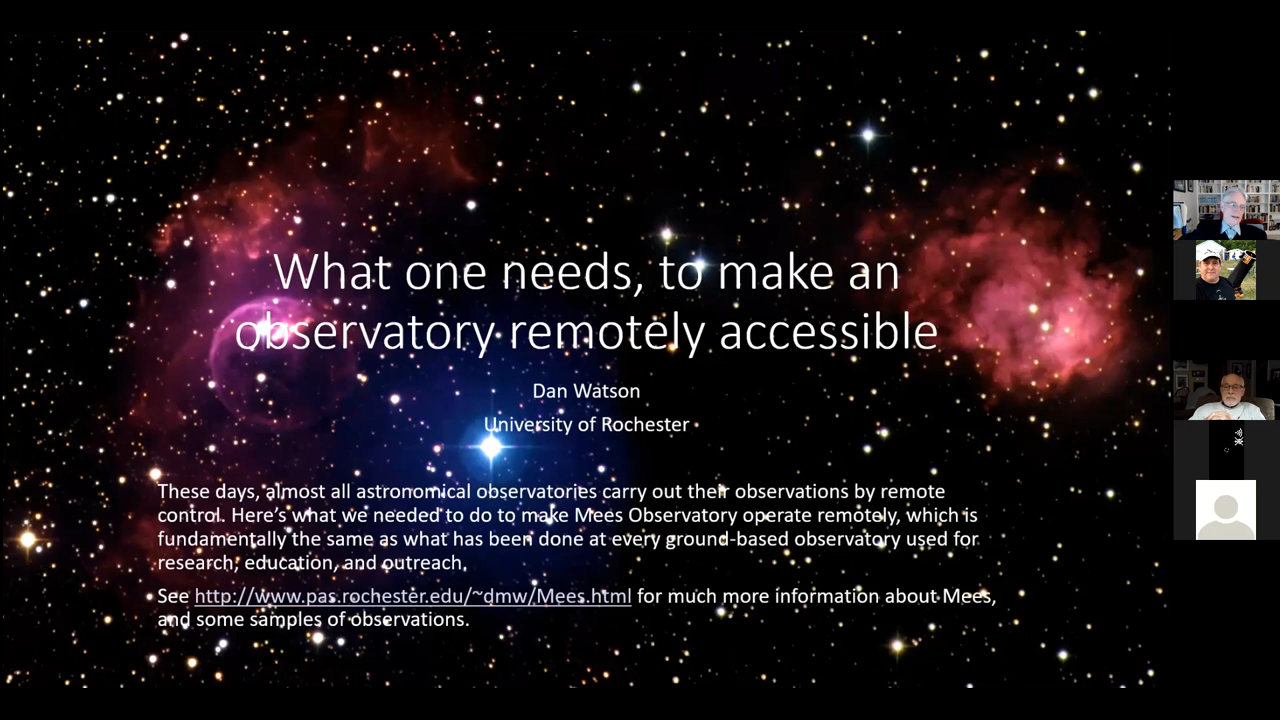 What one needs, to make an
observatory remotely accessible
Dan Watson
University of Rochester
These days, almost all astronomical observatories carry out their observations by remote
control. Here’s what we needed to do to make Mees Observatory operate remotely, which is
fundamentally the same as what has been done at every ground-based observatory used for
research, education, and outreach.
See http://www.pas.rochester.edu/~dmw/Mees.html for much more information about Mees,
and some samples of observations.